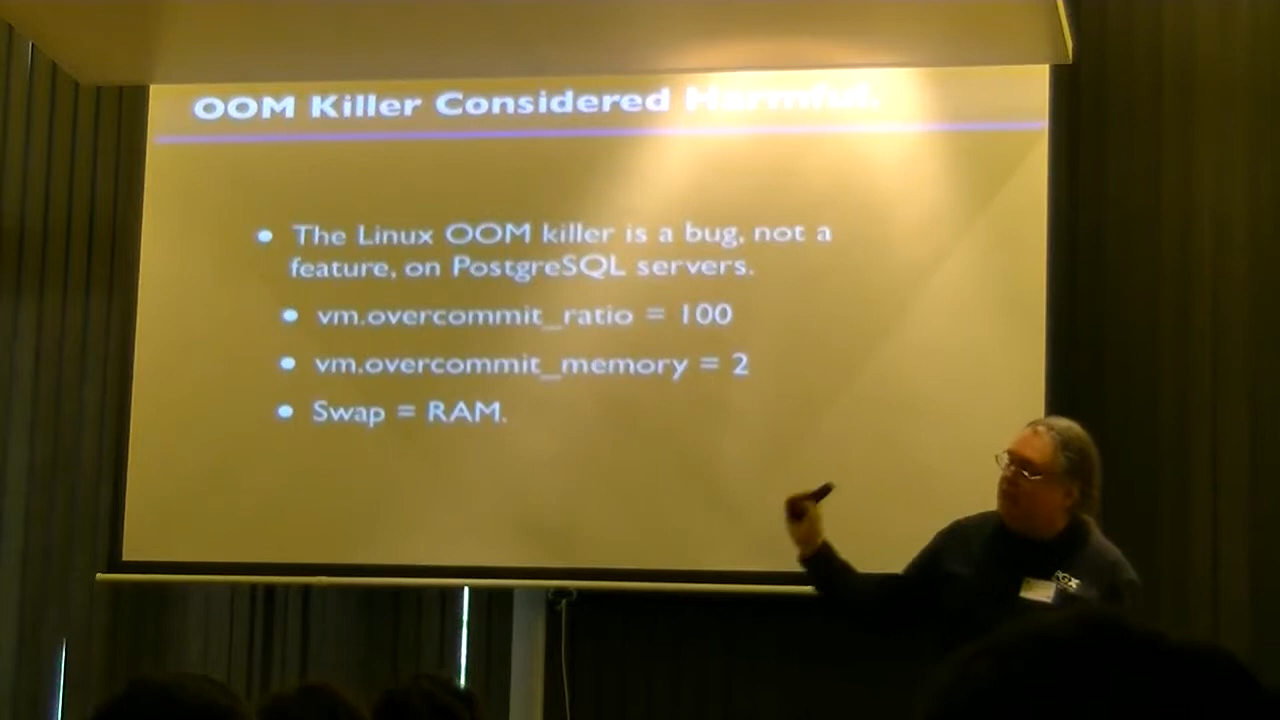 OOM Killer Considered Harmful.
• The Linux OOM killer is a bug, not a
feature, on PostgreSQL servers.
• vm.overcommit_ratio = 100
• vm.overcommit_memory = 2
• Swap = RAM.